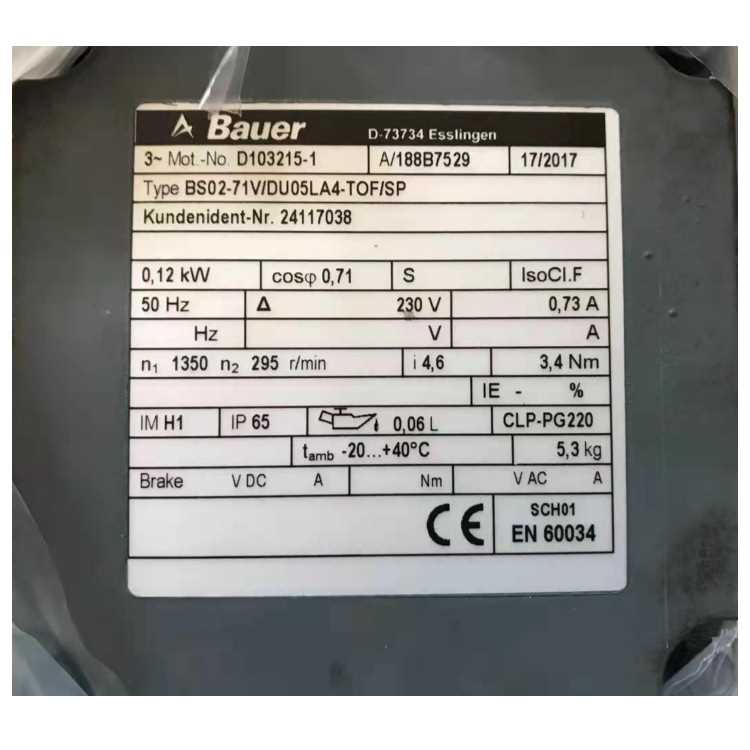 Bauer D-73734 Esslingen
3~ Mot.-No. D103215-1 A/188B7529 17/2017
Type BS02-71V/DU05LA4-TOF/SP
Kundenident-Nr. 24117038
0,12 kW cosφ 0,71 S IsoCl.F
50 Hz Δ 230 V 0,73 A
Hz V A
n₁ 1350 n₂ 295 r/min i 4,6 3,4 Nm
IE - %
IM H1 IP 65 0,06 L CLP-PG220
tamb -20...+40°C 5,3 kg
Brake V DC A Nm V AC A
CE SCH01
EN 60034